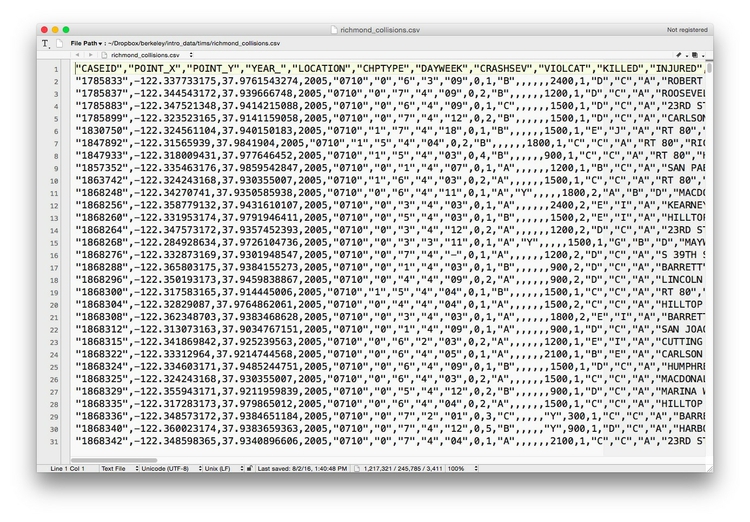 richmond_collisions.csv
Not registered
File Path ▾ : ~/Dropbox/berkeley/intro_data/tims/richmond_collisions.csv
richmond_collisions.csv
1 "CASEID","POINT_X","POINT_Y","YEAR_","LOCATION","CHPTYPE","DAYWEEK","CRASHSEV","VIOLCAT","KILLED","INJURED",
2 "1785833",-122.337733175,37.9761543274,2005,"0710","0","6","3","09",0,1,"B",,,,,,2400,1,"D","C","A","ROBERT
3 "1785837",-122.344543172,37.939666748,2005,"0710","0","7","4","09",0,2,"B",,,,,,1200,1,"D","C","A","ROOSEVEL
4 "1785883",-122.347521348,37.9414215088,2005,"0710","0","6","4","09",0,1,"C",,,,,,1500,1,"D","C","A","23RD ST
5 "1785899",-122.323523165,37.9141159058,2005,"0710","0","7","4","12",0,2,"B",,,,,,1500,1,"D","C","A","CARLSON
6 "1830750",-122.324561104,37.940150183,2005,"0710","1","7","4","18",0,1,"B",,,,,,1500,1,"E","J","A","RT 80",
7 "1847892",-122.31565939,37.9841904,2005,"0710","1","5","4","04",0,2,"B",,,,,,1800,1,"C","C","A","RT 80","RIC
8 "1847933",-122.318009431,37.977646452,2005,"0710","1","5","4","03",0,4,"B",,,,,,900,1,"C","C","A","RT 80","H
9 "1857352",-122.335463176,37.9859542847,2005,"0710","0","1","4","07",0,1,"A",,,,,,1200,1,"B","C","A","SAN PAB
10 "1863742",-122.324243168,37.930355007,2005,"0710","1","6","4","03",0,2,"A",,,,,,1500,1,"C","C","A","RT 80",
11 "1868248",-122.34270741,37.9350585938,2005,"0710","0","6","4","11",0,1,"A","Y",,,,,1800,2,"A","B","D","MACDO
12 "1868256",-122.358779132,37.9431610107,2005,"0710","0","3","4","03",0,1,"A",,,,,,2400,2,"E","I","A","KEARNEY
13 "1868260",-122.331953174,37.9791946411,2005,"0710","0","5","4","03",0,1,"B",,,,,,1500,2,"E","I","A","HILLTOP
14 "1868264",-122.347573172,37.9357452393,2005,"0710","0","3","4","12",0,2,"A",,,,,,1200,1,"D","C","A","23RD ST
15 "1868268",-122.284928634,37.9726104736,2005,"0710","0","3","3","11",0,1,"A","Y",,,,,1500,1,"G","B","D","MAYW
16 "1868276",-122.332873169,37.9301948547,2005,"0710","0","7","4","-",0,1,"A",,,,,,1200,2,"D","C","A","S 39TH S
17 "1868288",-122.365803175,37.9384155273,2005,"0710","0","1","4","03",0,1,"B",,,,,,900,2,"D","C","A","BARRETT
18 "1868296",-122.350193173,37.9459838867,2005,"0710","0","4","4","09",0,2,"A",,,,,,900,2,"D","C","A","LINCOLN
19 "1868300",-122.317583165,37.914445006,2005,"0710","1","5","4","04",0,1,"B",,,,,,1500,1,"C","C","A","RT 80",
20 "1868304",-122.32829087,37.9764862061,2005,"0710","0","4","4","04",0,1,"A",,,,,,1500,2,"C","C","A","HILLTOP
21 "1868308",-122.362348703,37.9383468628,2005,"0710","0","3","4","03",0,1,"A",,,,,,1800,2,"E","I","A","BARRETT
22 "1868312",-122.313073163,37.9034767151,2005,"0710","0","1","4","09",0,1,"A",,,,,,900,1,"D","C","A","SAN JOAQ
23 "1868315",-122.341869842,37.925239563,2005,"0710","0","6","2","03",0,2,"A",,,,,,1200,1,"E","I","A","CUTTING
24 "1868322",-122.33312964,37.9214744568,2005,"0710","0","6","4","05",0,1,"A",,,,,,2100,1,"B","E","A","CARLSON
25 "1868324",-122.334603171,37.9485244751,2005,"0710","0","6","4","09",0,1,"B",,,,,,1500,1,"D","C","A","HUMPHRE
26 "1868325",-122.324243168,37.930355007,2005,"0710","0","6","4","03",0,2,"A",,,,,,1500,1,"C","C","A","MACDONAL
27 "1868329",-122.355943171,37.9211959839,2005,"0710","0","5","4","12",0,2,"B",,,,,,900,1,"D","C","A","MARINA W
28 "1868335",-122.317283173,37.979865012,2005,"0710","0","6","4","04",0,2,"A",,,,,,1500,1,"C","C","A","HILLTOP
29 "1868336",-122.348573172,37.9384651184,2005,"0710","0","7","2","01",0,3,"C",,,,,"Y",300,1,"C","C","A","BARRE
30 "1868340",-122.360023174,37.9383659363,2005,"0710","0","7","4","12",0,5,"B",,,,,"Y",900,1,"D","C","A","HARBO
31 "1868342",-122.348598365,37.9340896606,2005,"0710","0","7","4","04",0,1,"A",,,,,,2100,1,"C","C","A","23RD ST
Line 1 Col 1 Text File Unicode (UTF-8) Unix (LF) Last saved: 8/2/16, 1:40:48 PM 1,217,321 / 245,785 / 3,411 100%